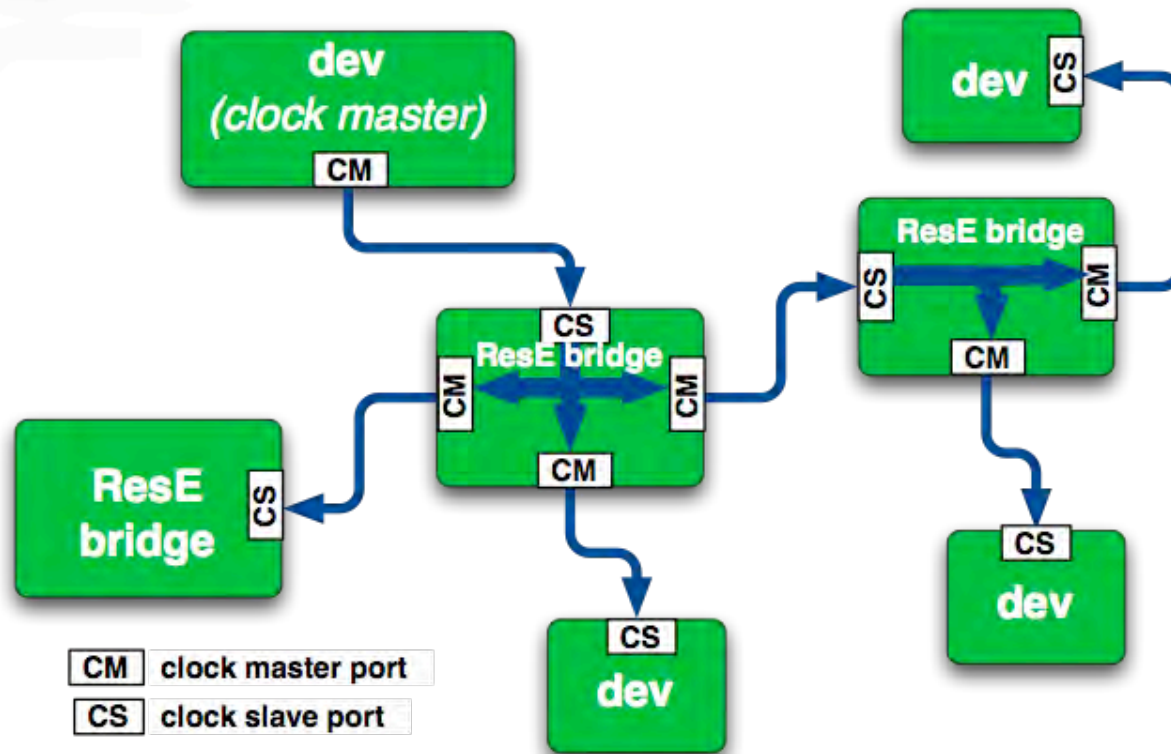 dev
(clock master)
CM
CS
dev
ResE bridge
CS
CM
CM
CS
ResE bridge
CM
CM
CM
ResE
bridge
CS
CS
dev
CS
dev
CM clock master port
CS clock slave port